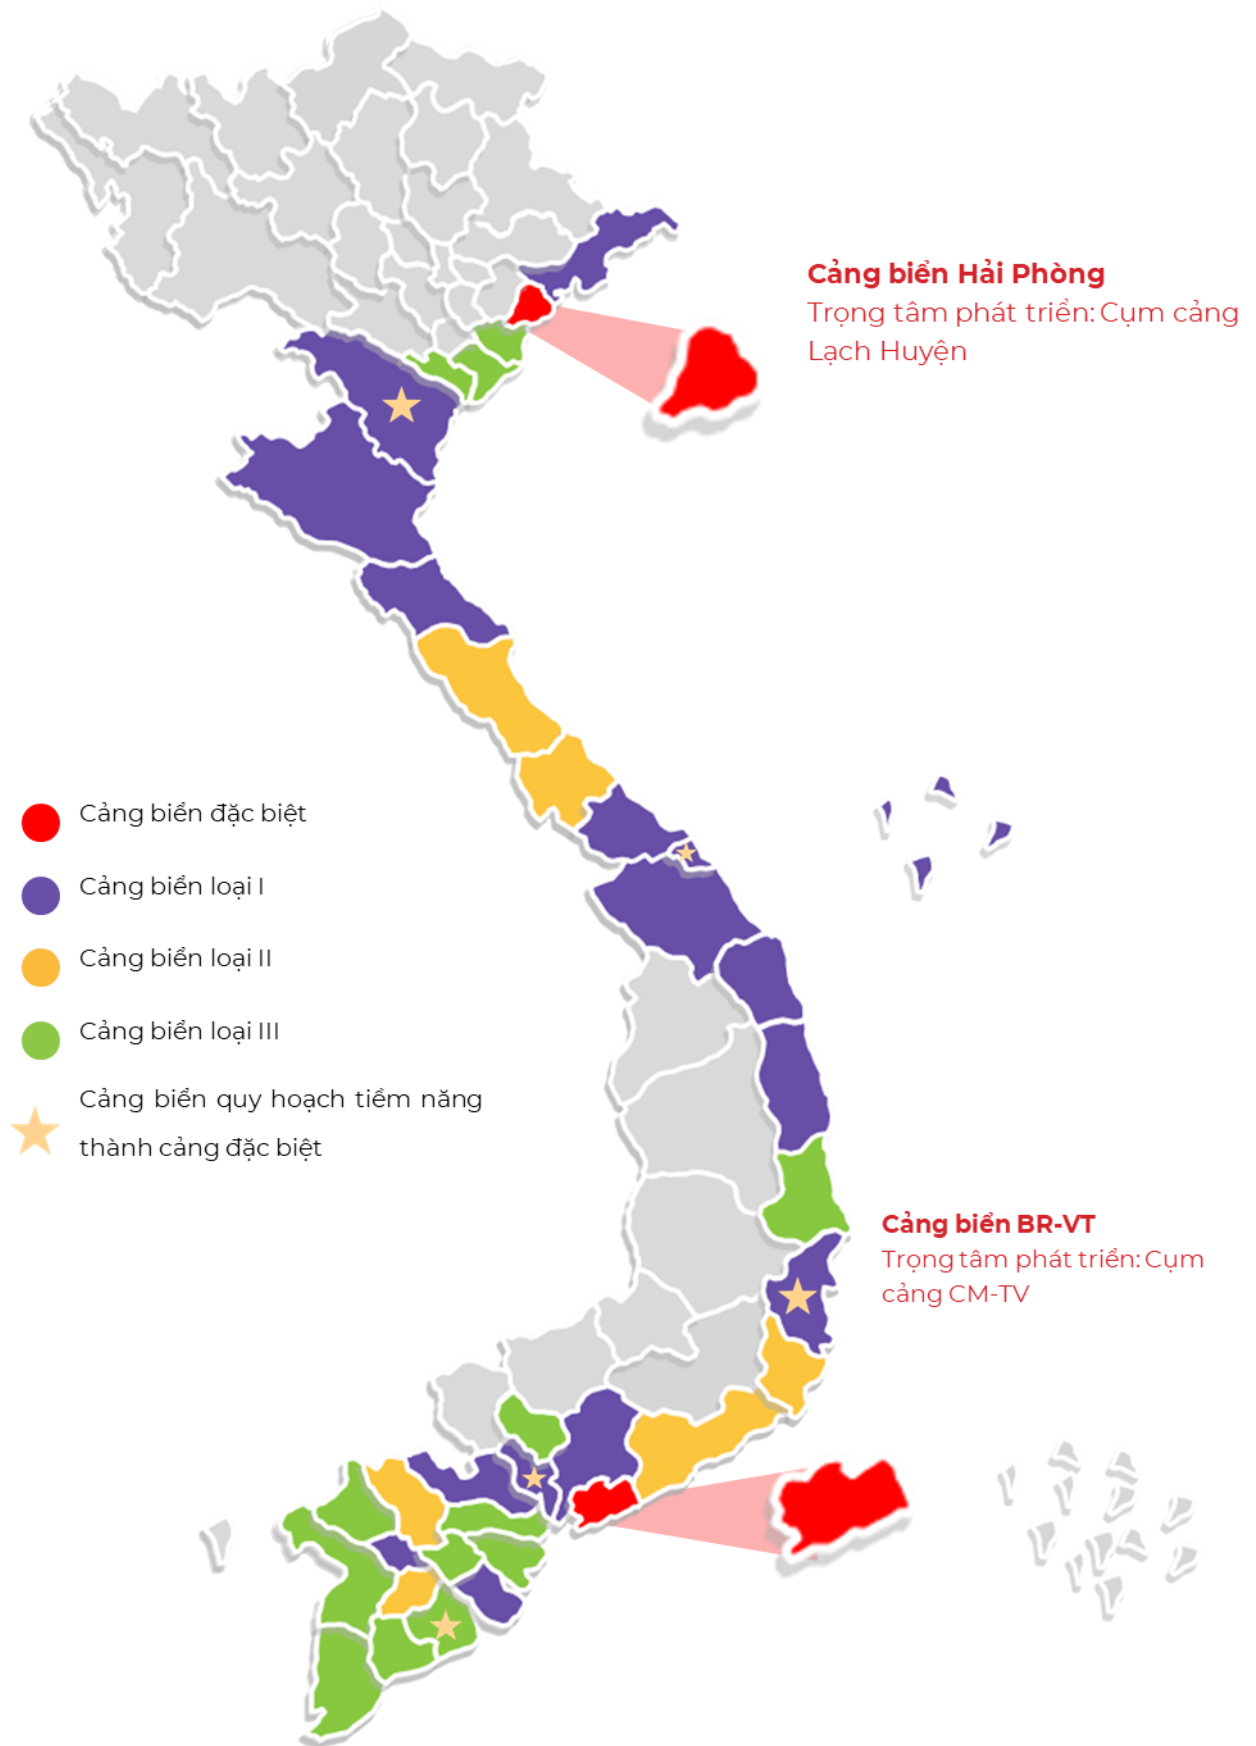 Cảng biển Hải Phòng
Trọng tâm phát triển: Cụm cảng
Lạch Huyện
Cảng biển đặc biệt
Cảng biển loại I
Cảng biển loại II
Cảng biển loại III
Cảng biển quy hoạch tiềm năng
thành cảng đặc biệt
Cảng biển BR-VT
Trọng tâm phát triển: Cụm
cảng CM-TV